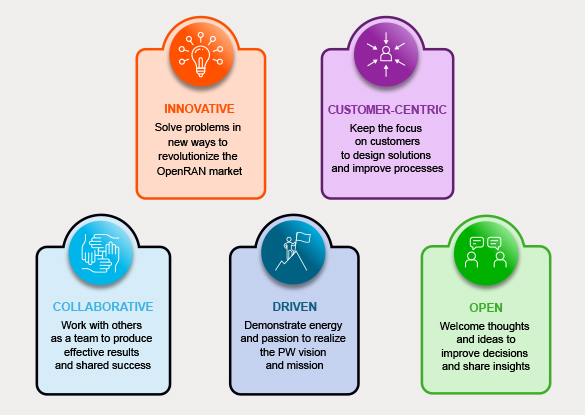 INNOVATIVE
Solve problems in
new ways to
revolutionize the
OpenRAN market
CUSTOMER-CENTRIC
Keep the focus
on customers
to design solutions
and improve processes
COLLABORATIVE
Work with others
as a team to produce
effective results
and shared success
DRIVEN
Demonstrate energy
and passion to realize
the PW vision
and mission
OPEN
Welcome thoughts
and ideas to
improve decisions
and share insights